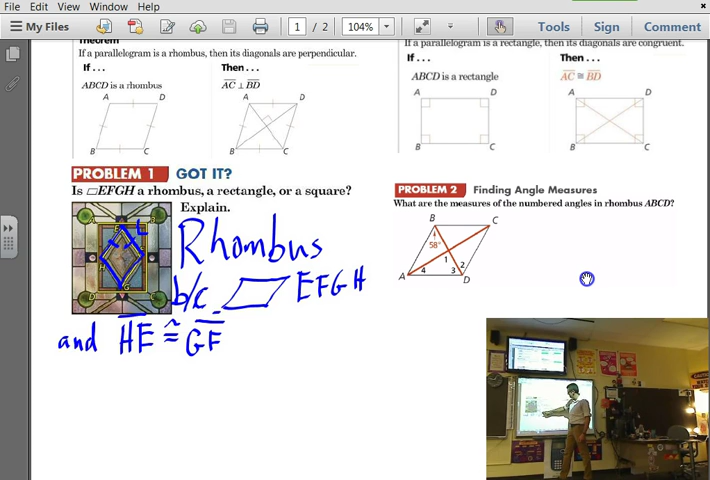 File Edit View Window Help
My Files
1 / 2
104%
Tools
Sign
Comment
Theorem
If a parallelogram is a rhombus, then its diagonals are perpendicular.
If . . .
Then . . .
ABCD is a rhombus
AC ⊥ BD
A D
B C
A D
B C
If a parallelogram is a rectangle, then its diagonals are congruent.
If . . .
Then . . .
ABCD is a rectangle
AC ≅ BD
A D
B C
A D
B C
PROBLEM 1 GOT IT?
Is ▱EFGH a rhombus, a rectangle, or a square?
Explain.
Rhombus
b/c ▱ EFGH
and HE ≅ GF
E
H
G
D
PROBLEM 2 Finding Angle Measures
What are the measures of the numbered angles in rhombus ABCD?
B C
58°
1
4 3 2
A D